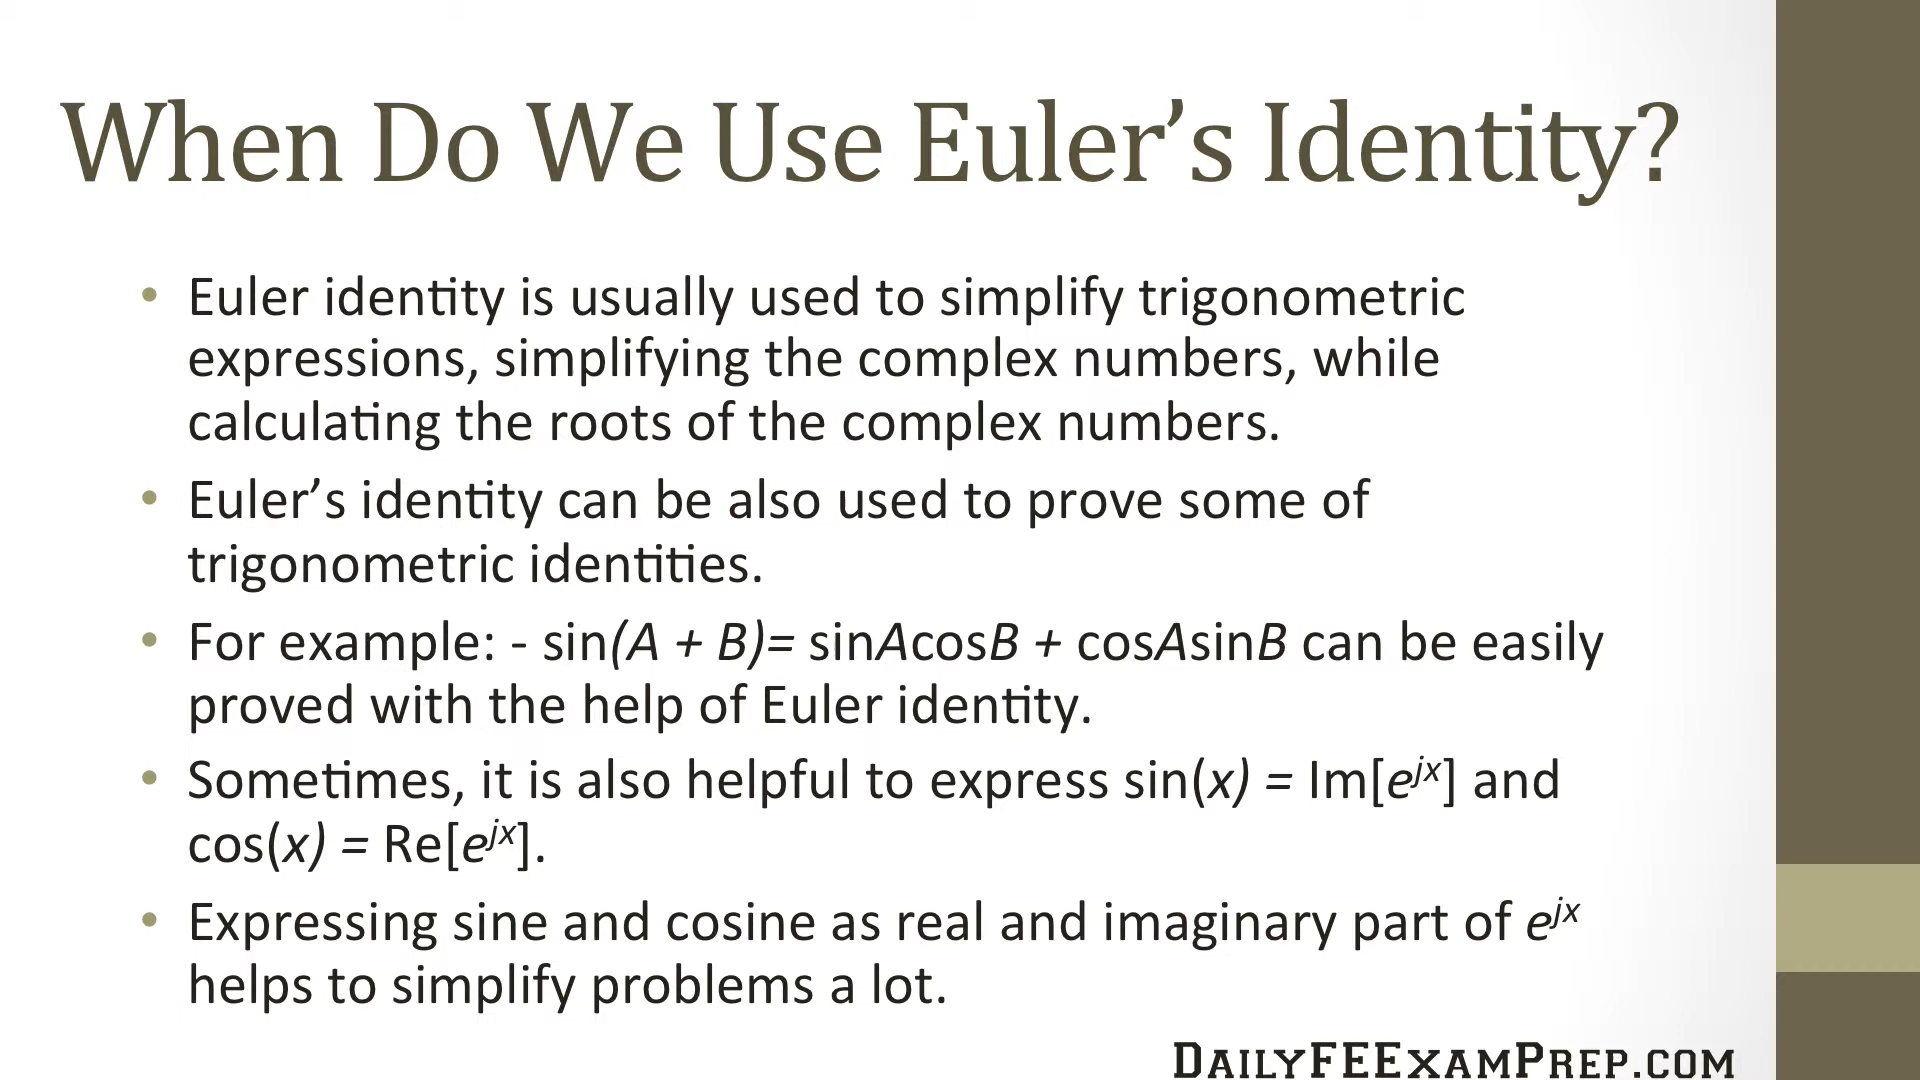 When Do We Use Euler’s Identity?
• Euler identity is usually used to simplify trigonometric
expressions, simplifying the complex numbers, while
calculating the roots of the complex numbers.
• Euler’s identity can be also used to prove some of
trigonometric identities.
• For example: - sin(A + B)= sinAcosB + cosAsinB can be easily
proved with the help of Euler identity.
• Sometimes, it is also helpful to express sin(x) = Im[e^jx] and
cos(x) = Re[e^jx].
• Expressing sine and cosine as real and imaginary part of e^jx
helps to simplify problems a lot.
DAILYFEEXAMPREP.COM